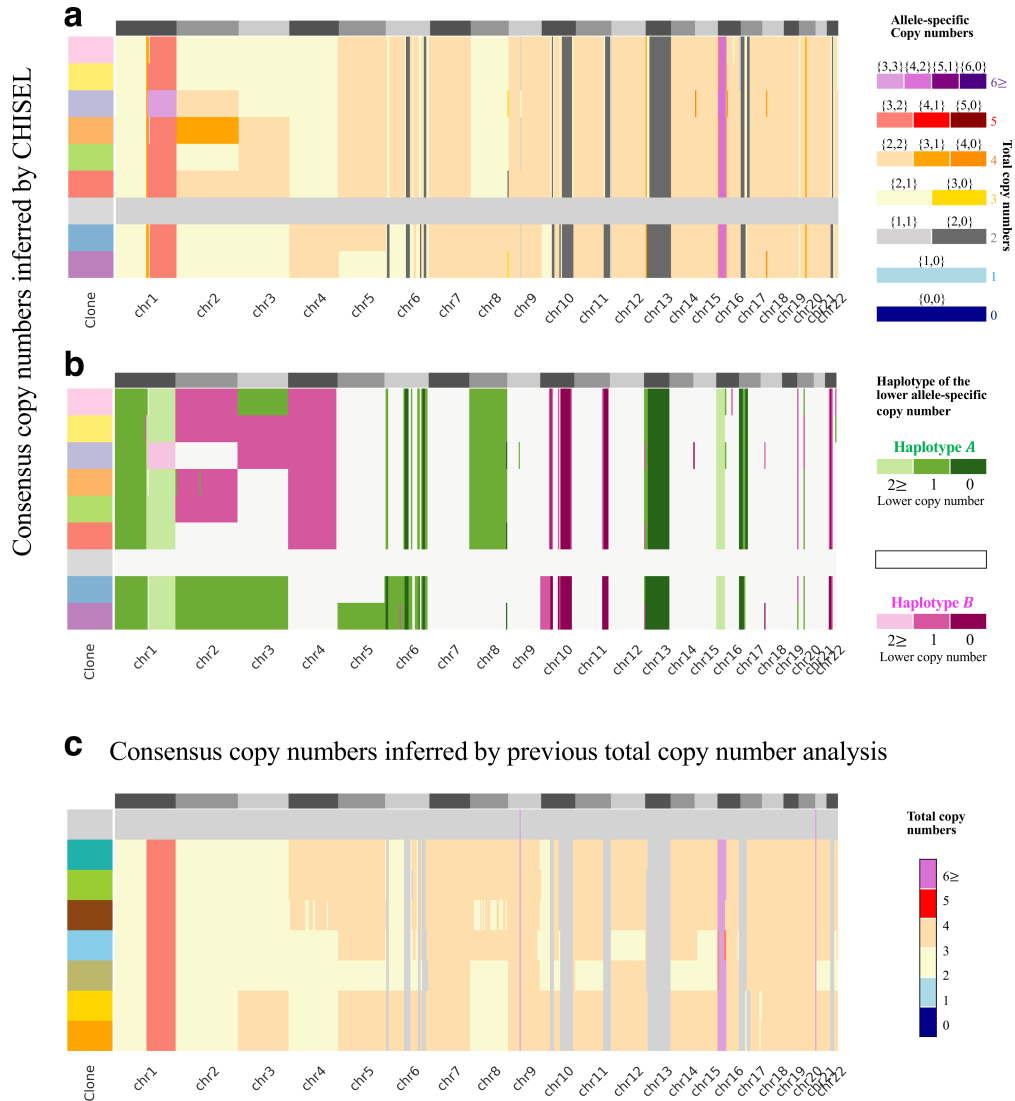 a
Consensus copy numbers inferred by CHISEL
Clone
chr1
chr2
chr3
chr4
chr5
chr6
chr7
chr8
chr9
chr10
chr11
chr12
chr13
chr14
chr15
chr16
chr17
chr18
chr19
chr20
chr21
chr22
Allele-specific
Copy numbers
{3,3} {4,2} {5,1} {6,0}
6≥
{3,2} {4,1} {5,0}
5
{2,2} {3,1} {4,0}
4
{2,1} {3,0}
3
{1,1} {2,0}
2
{1,0}
1
{0,0}
0
Total copy numbers
b
Clone
chr1
chr2
chr3
chr4
chr5
chr6
chr7
chr8
chr9
chr10
chr11
chr12
chr13
chr14
chr15
chr16
chr17
chr18
chr19
chr20
chr21
chr22
Haplotype of the
lower allele-specific
copy number
Haplotype A
2≥ 1 0
Lower copy number
Haplotype B
2≥ 1 0
Lower copy number
c
Consensus copy numbers inferred by previous total copy number analysis
Clone
chr1
chr2
chr3
chr4
chr5
chr6
chr7
chr8
chr9
chr10
chr11
chr12
chr13
chr14
chr15
chr16
chr17
chr18
chr19
chr20
chr21
chr22
Total copy
numbers
6≥
5
4
3
2
1
0